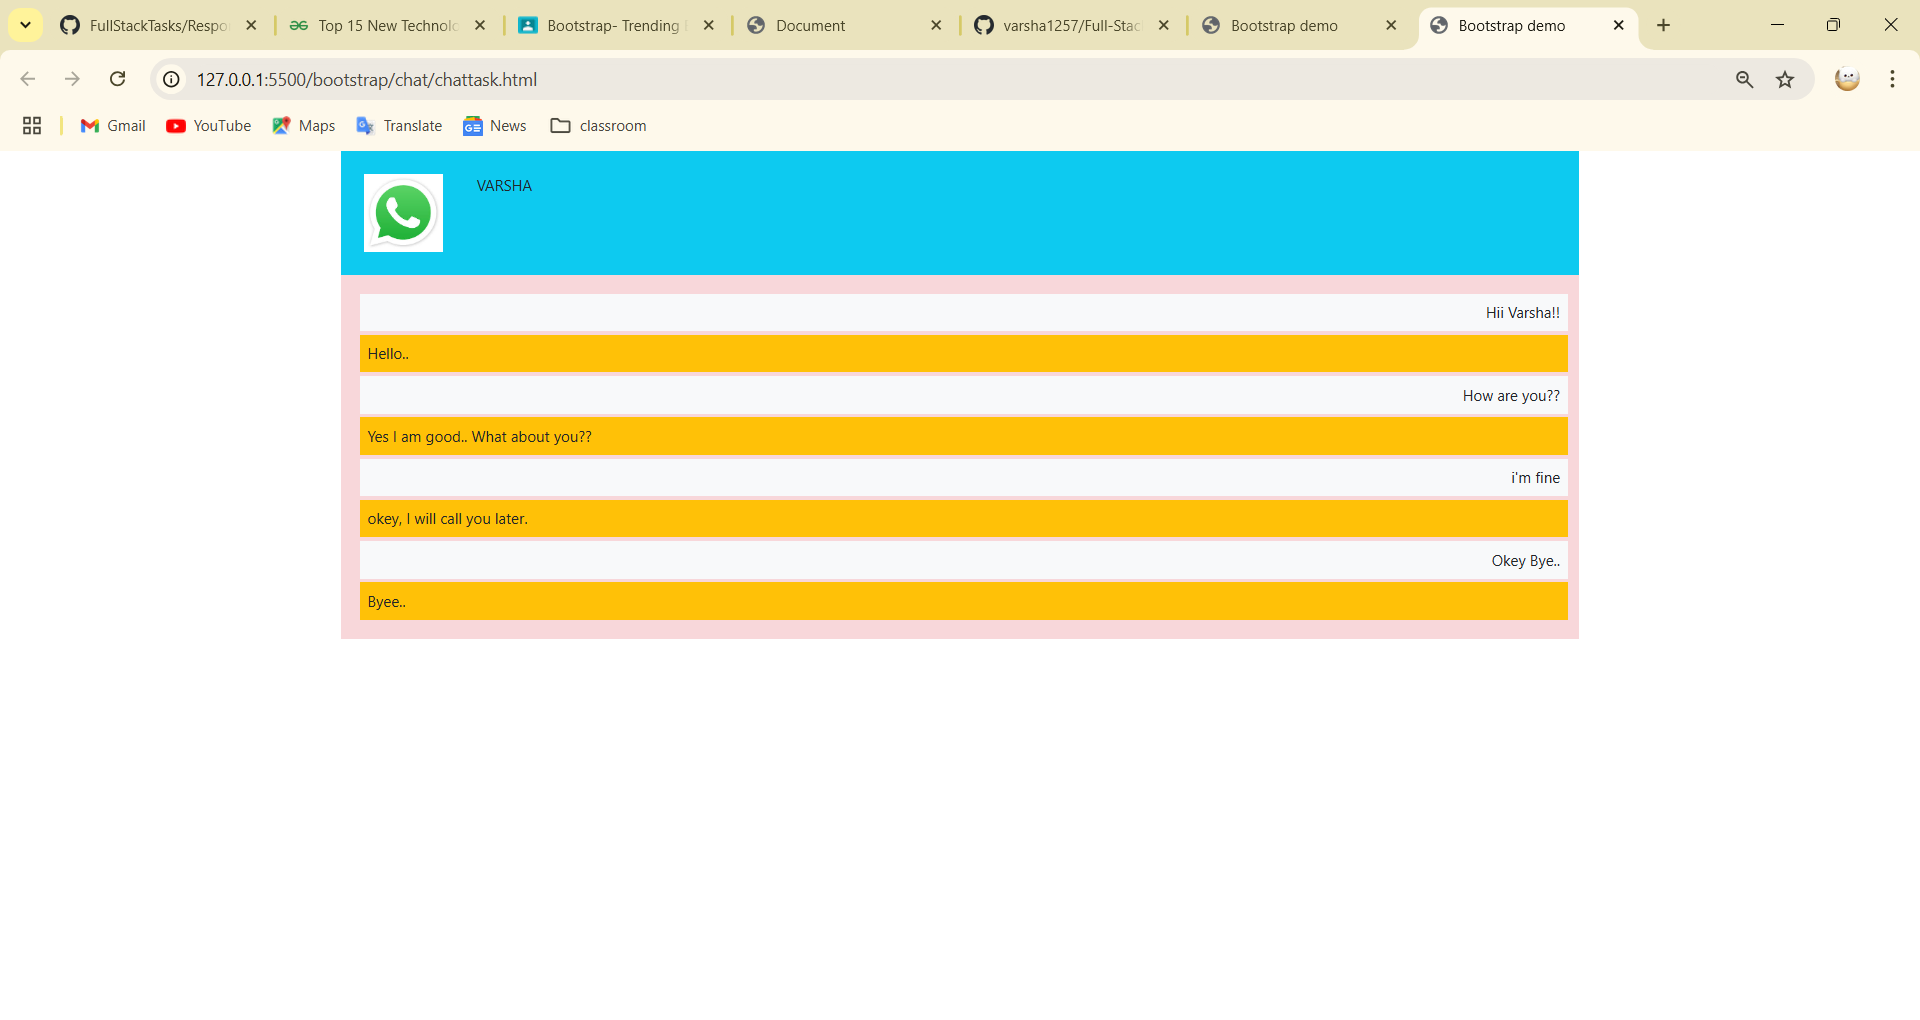 FullStackTasks/Respo
Top 15 New Technolo
Bootstrap- Trending
Document
varsha1257/Full-Stac
Bootstrap demo
Bootstrap demo
127.0.0.1:5500/bootstrap/chat/chattask.html
Gmail
YouTube
Maps
Translate
News
classroom
VARSHA
Hii Varsha!!
Hello..
How are you??
Yes I am good.. What about you??
i'm fine
okey, I will call you later.
Okey Bye..
Byee..